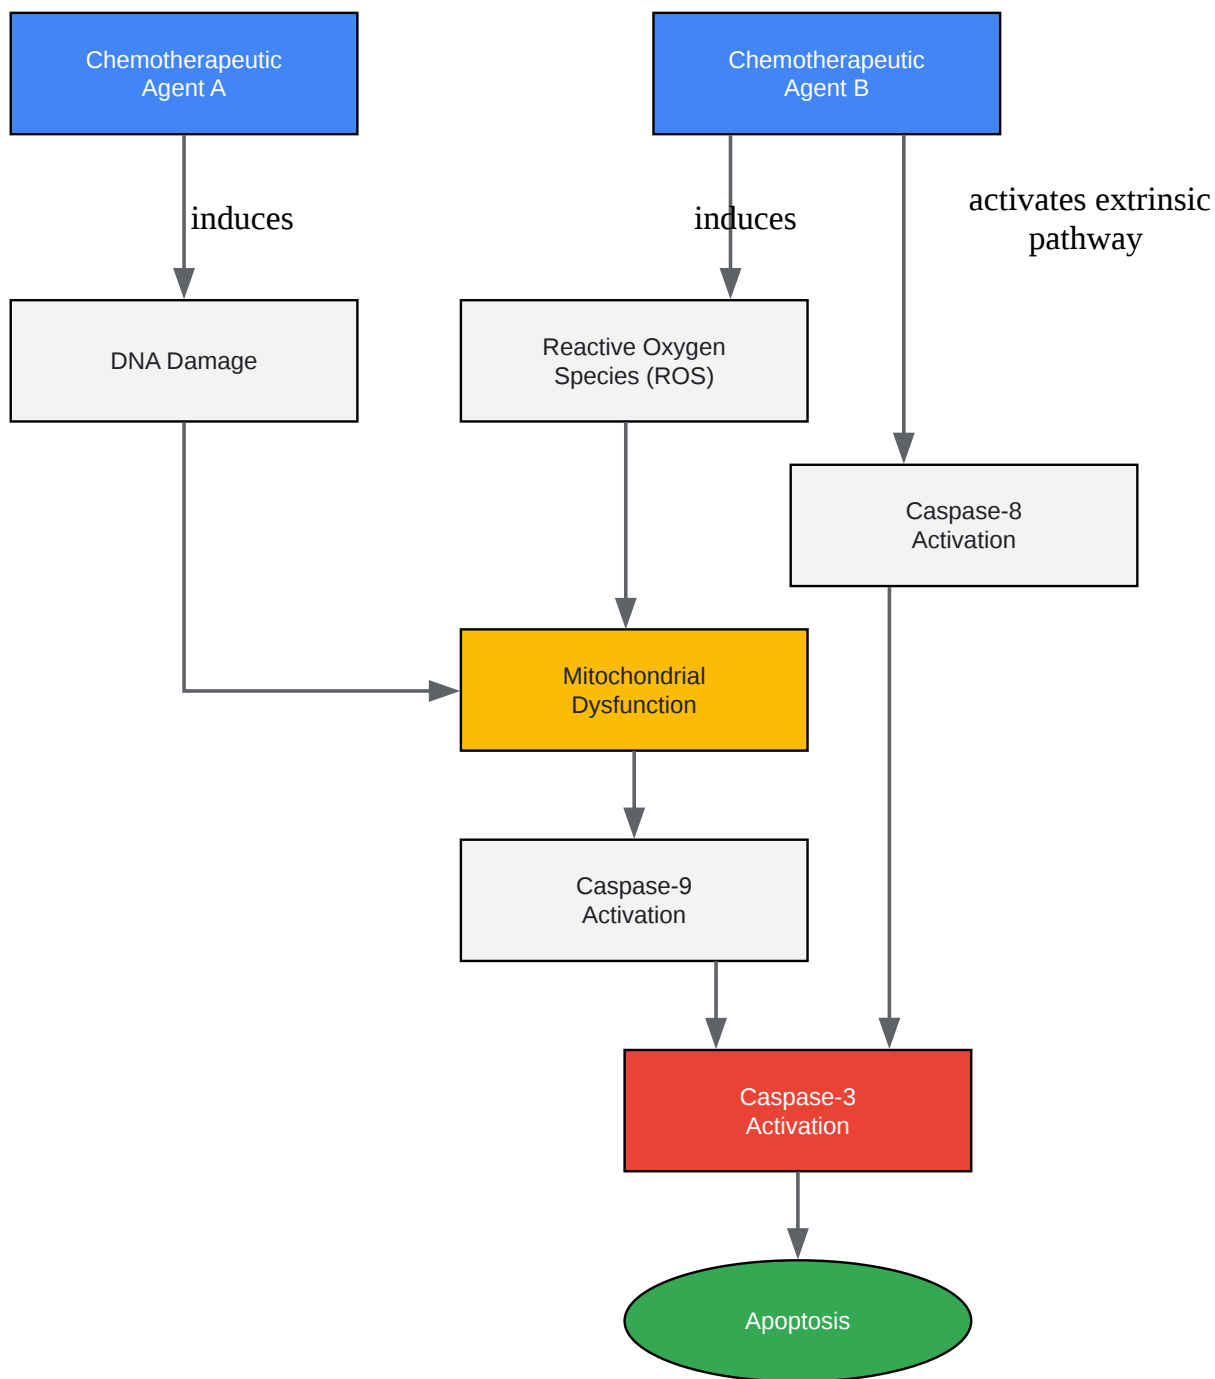 Chemotherapeutic
Agent A
Chemotherapeutic
Agent B
induces
induces
activates extrinsic
pathway
DNA Damage
Reactive Oxygen
Species (ROS)
Caspase-8
Activation
Mitochondrial
Dysfunction
Caspase-9
Activation
Caspase-3
Activation
Apoptosis